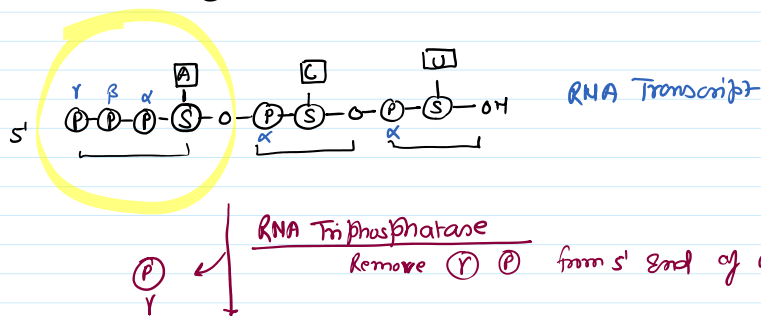 A C U
γ β α
5' P-P-P-S-O-P-S-O-P-S-OH RNA Transcript
α α
RNA Triphosphatase
P Remove γ P from 5' end of
γ